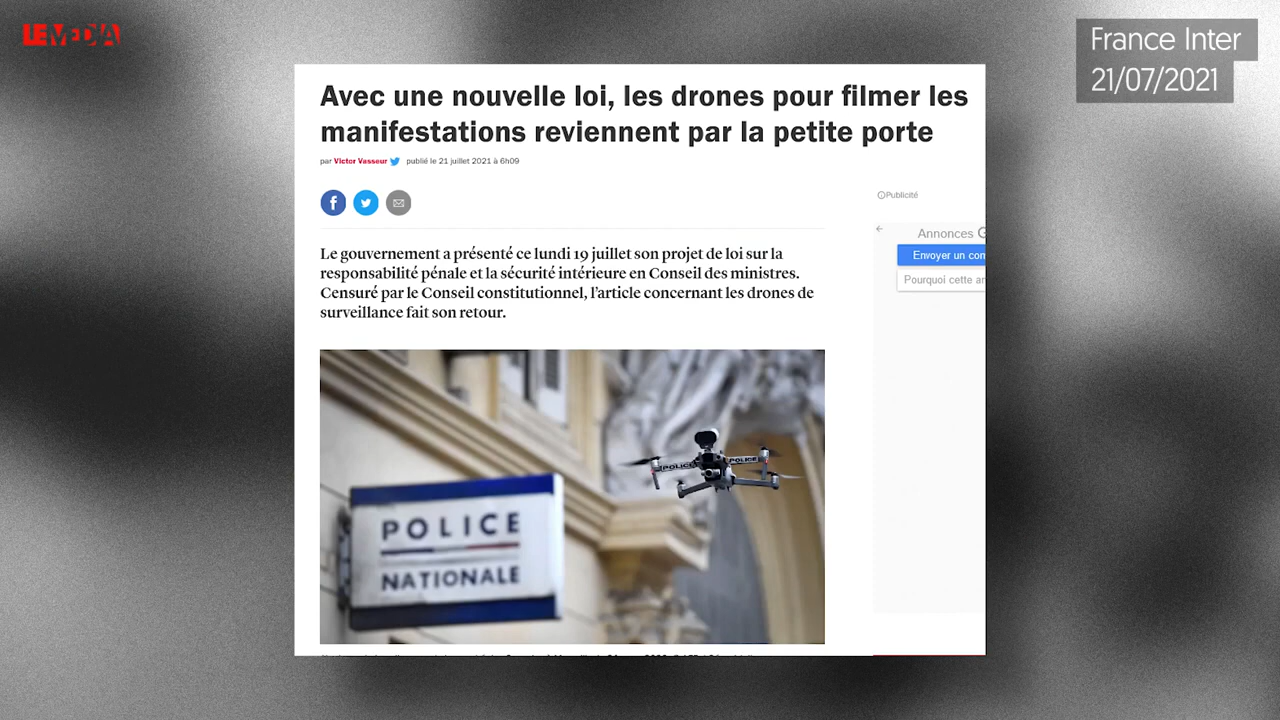 LEMEDIA
France Inter
21/07/2021
Avec une nouvelle loi, les drones pour filmer les
manifestations reviennent par la petite porte
par Victor Vasseur publié le 21 juillet 2021 à 6h09
Publicité
Annonces G
Envoyer un com
Pourquoi cette an
Le gouvernement a présenté ce lundi 19 juillet son projet de loi sur la
responsabilité pénale et la sécurité intérieure en Conseil des ministres.
Censuré par le Conseil constitutionnel, l'article concernant les drones de
surveillance fait son retour.
POLICE
POLICE
POLICE
NATIONALE